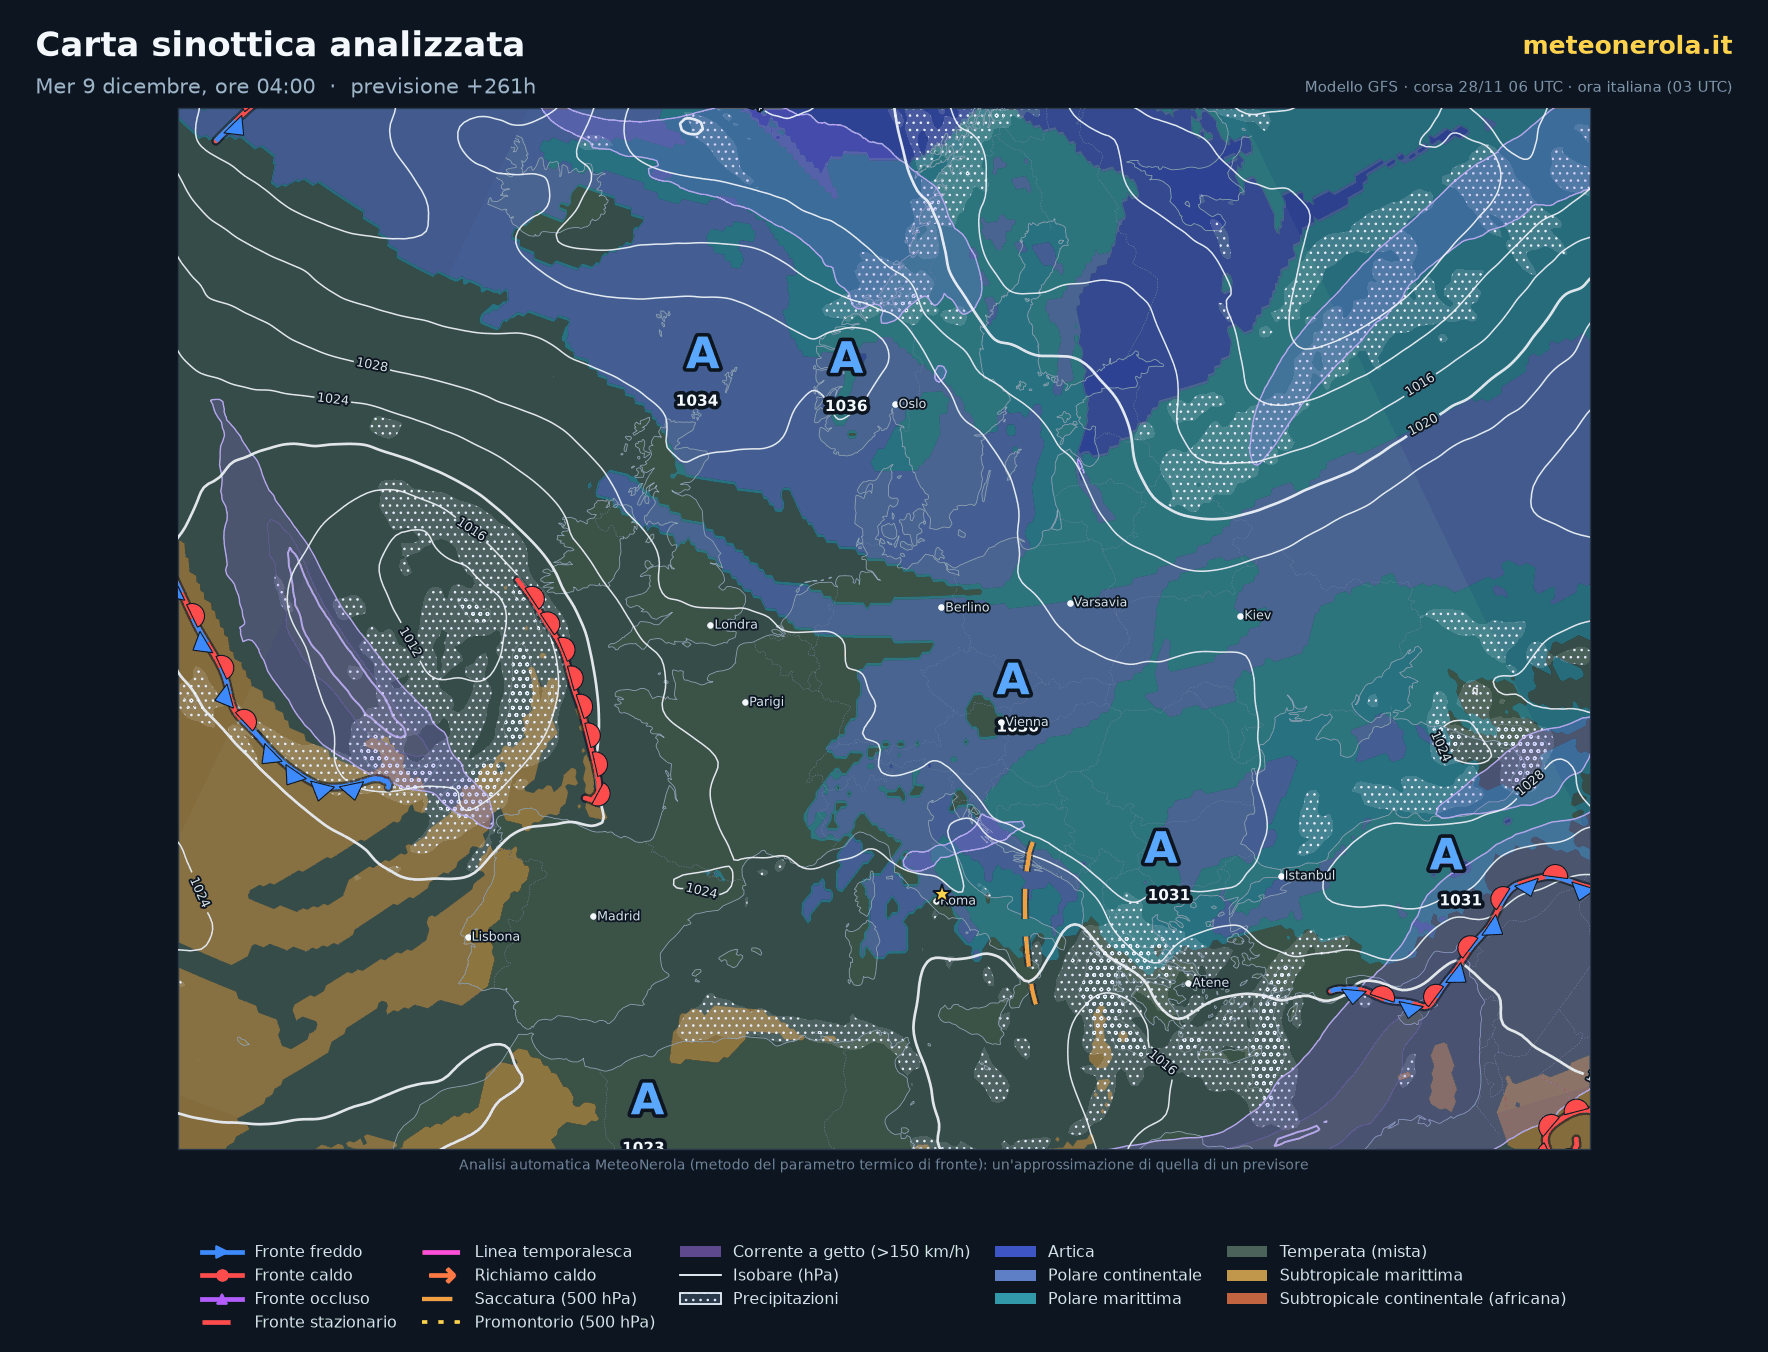 Carta sinottica analizzata
meteonerola.it
Mer 9 dicembre, ore 04:00 · previsione +261h
Modello GFS · corsa 28/11 06 UTC · ora italiana (03 UTC)
A
1034
A
1036
Oslo
1028
1024
1016
1020
1016
1012
Londra
Berlino
Varsavia
Kiev
Parigi
A
Vienna
1024
1028
A
1031
A
1031
Istanbul
1024
1024
Madrid
Roma
Lisbona
Atene
1016
A
1023
Analisi automatica MeteoNerola (metodo del parametro termico di fronte): un'approssimazione di quella di un previsore
Fronte freddo
Linea temporalesca
Corrente a getto (>150 km/h)
Artica
Temperata (mista)
Fronte caldo
Richiamo caldo
Isobare (hPa)
Polare continentale
Subtropicale marittima
Fronte occluso
Saccatura (500 hPa)
Precipitazioni
Polare marittima
Subtropicale continentale (africana)
Fronte stazionario
Promontorio (500 hPa)